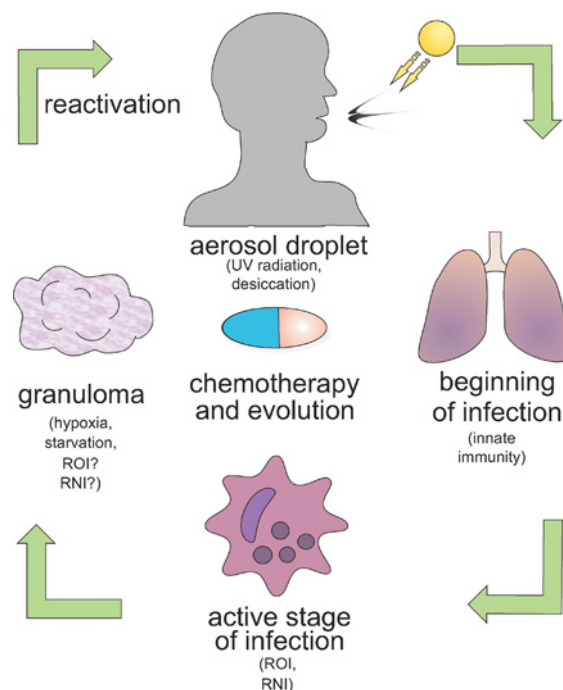 reactivation
aerosol droplet
(UV radiation,
desiccation)
granuloma
(hypoxia,
starvation,
ROI?
RNI?)
chemotherapy
and evolution
beginning
of infection
(innate
immunity)
active stage
of infection
(ROI,
RNI)